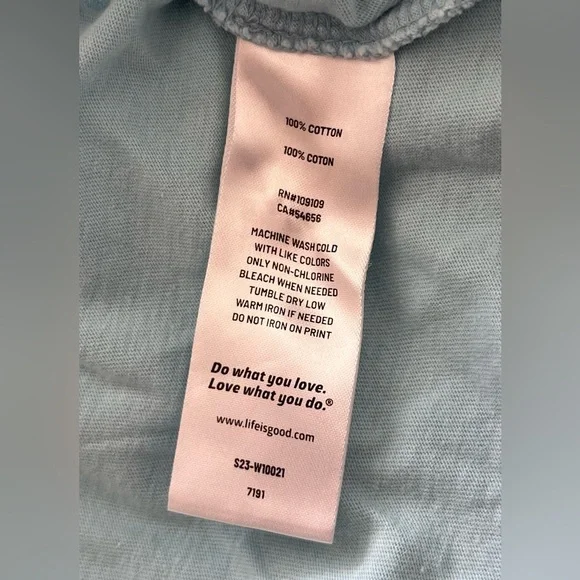 100% COTTON
100% COTON
RN#109109
CA#54656
MACHINE WASH COLD
WITH LIKE COLORS
ONLY NON-CHLORINE
BLEACH WHEN NEEDED
TUMBLE DRY LOW
WARM IRON IF NEEDED
DO NOT IRON ON PRINT
Do what you love.
Love what you do.®
www.lifeisgood.com
S23-W10021
7191